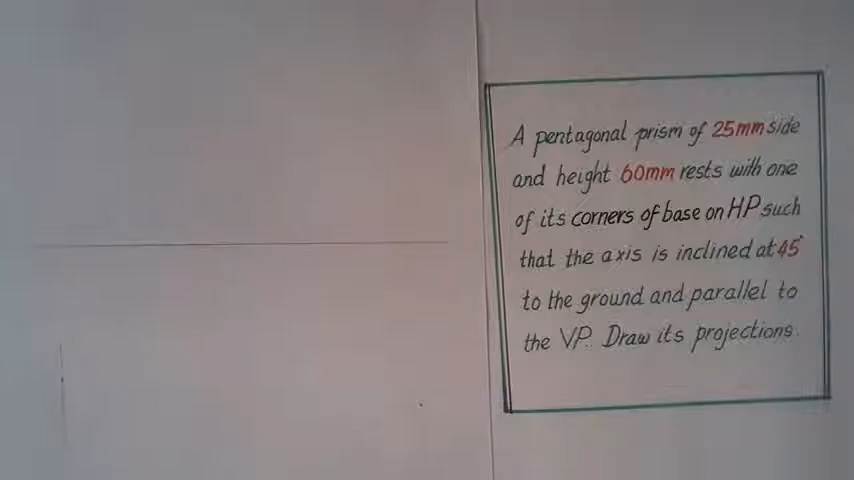 A pentagonal prism of 25mm side
and height 60mm rests with one
of its corners of base on HP such
that the axis is inclined at 45°
to the ground and parallel to
the VP. Draw its projections.